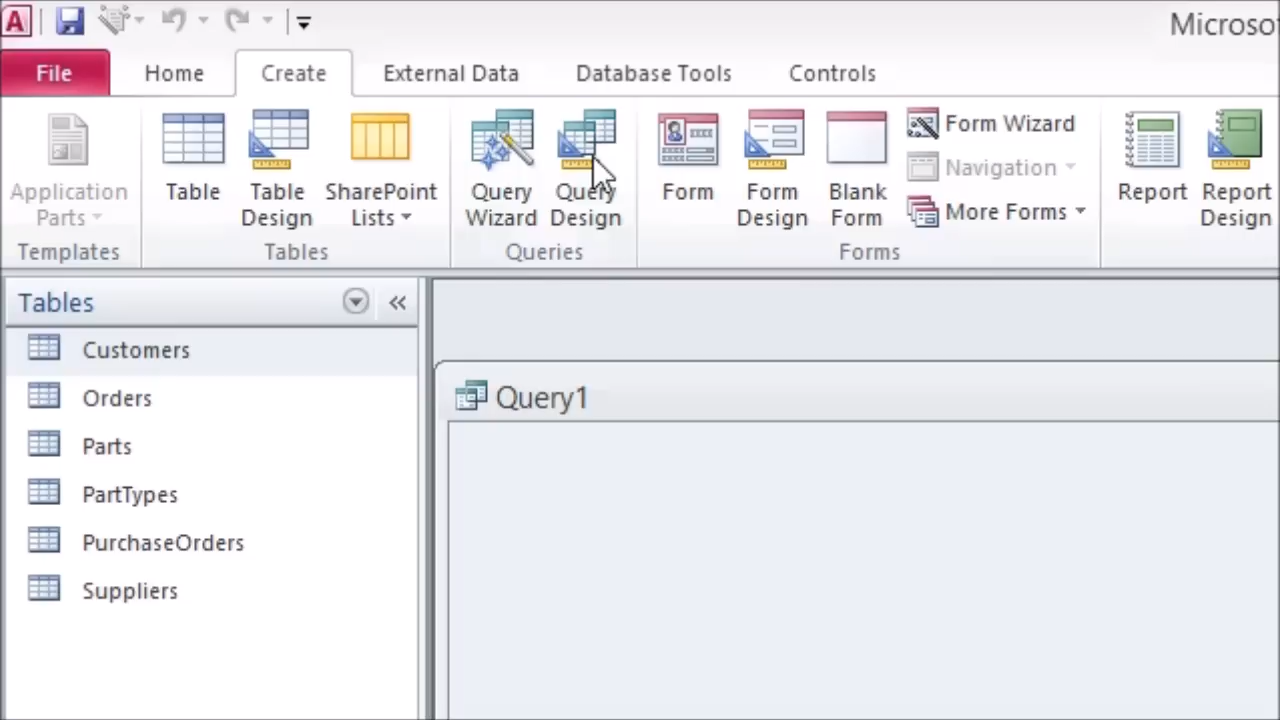 A
Microso
File Home Create External Data Database Tools Controls
Application Parts
Table
Table Design
SharePoint Lists
Query Wizard
Query Design
Form
Form Design
Blank Form
Form Wizard
Navigation
More Forms
Report
Report Design
Templates Tables Queries Forms
Tables
Customers
Orders
Parts
PartTypes
PurchaseOrders
Suppliers
Query1